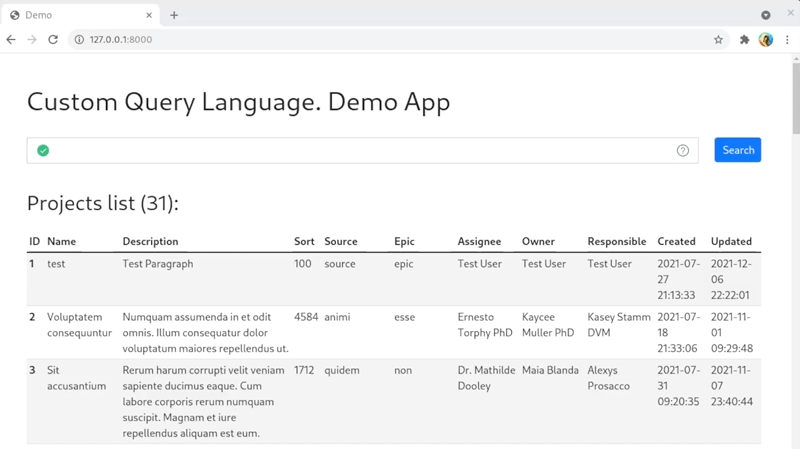 Demo
127.0.0.1:8000
Custom Query Language. Demo App
Search
Projects list (31):
ID Name Description Sort Source Epic Assignee Owner Responsible Created Updated
1 test Test Paragraph 100 source epic Test User Test User Test User 2021-07- 2021-12-
27 06
21:13:33 22:22:01
2 Voluptatem Numquam assumenda in et odit 4584 animi esse Ernesto Kaycee Kasey Stamm 2021-07- 2021-11-
consequuntur omnis. Illum consequatur dolor Torphy PhD Muller PhD DVM 18 01
voluptatum maiores repellendus ut. 21:33:06 09:29:48
3 Sit Rerum harum corrupti velit veniam 1712 quidem non Dr. Mathilde Maia Blanda Alexys 2021-07- 2021-11-
accusantium sapiente ducimus eaque. Cum Dooley Prosacco 31 07
labore corporis rerum numquam 09:20:35 23:40:44
suscipit. Magnam et iure
repellendus aliquam est eum.